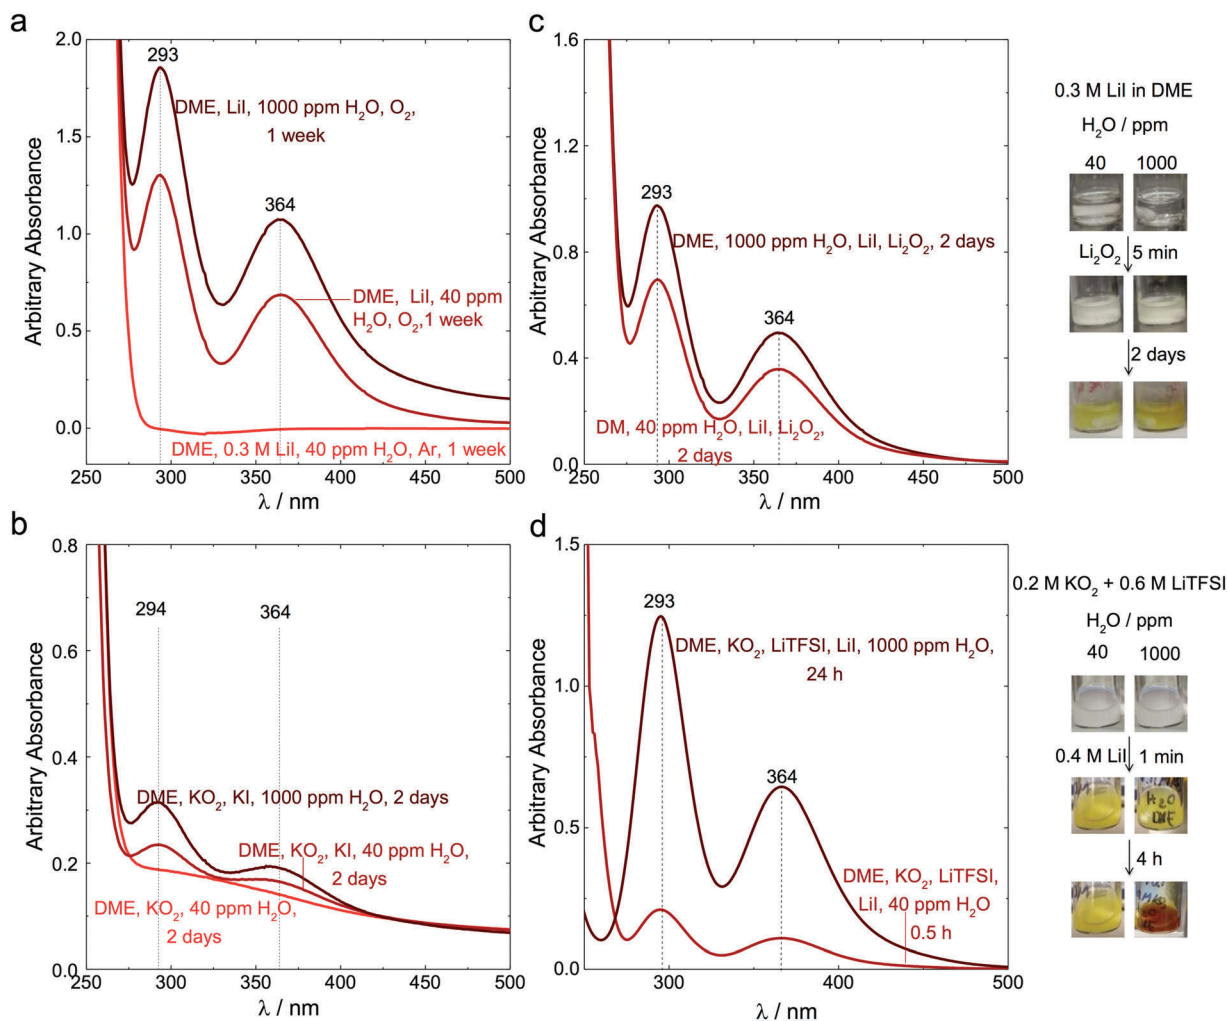 a
2.0
1.5
1.0
0.5
0.0
250
300
350
400
450
500
Arbitrary Absorbance
λ / nm
293
DME, LiI, 1000 ppm H₂O, O₂,
1 week
364
DME, LiI, 40 ppm
H₂O, O₂,1 week
DME, 0.3 M LiI, 40 ppm H₂O, Ar, 1 week
b
0.8
0.6
0.4
0.2
0.0
250
300
350
400
450
500
Arbitrary Absorbance
λ / nm
294
364
DME, KO₂, KI, 1000 ppm H₂O, 2 days
DME, KO₂, KI, 40 ppm H₂O,
2 days
DME, KO₂, 40 ppm H₂O,
2 days
c
1.6
1.2
0.8
0.4
0.0
250
300
350
400
450
500
Arbitrary Absorbance
λ / nm
293
DME, 1000 ppm H₂O, LiI, Li₂O₂, 2 days
364
DM, 40 ppm H₂O, LiI, Li₂O₂,
2 days
0.3 M LiI in DME
H₂O / ppm
40 1000
Li₂O₂ 5 min
2 days
d
1.5
1.0
0.5
0.0
300
350
400
450
500
Arbitrary Absorbance
λ / nm
293
DME, KO₂, LiTFSI, LiI, 1000 ppm H₂O,
24 h
364
DME, KO₂, LiTFSI,
LiI, 40 ppm H₂O
0.5 h
0.2 M KO₂ + 0.6 M LiTFSI
H₂O / ppm
40 1000
0.4 M LiI 1 min
H₂O
DME
4 h